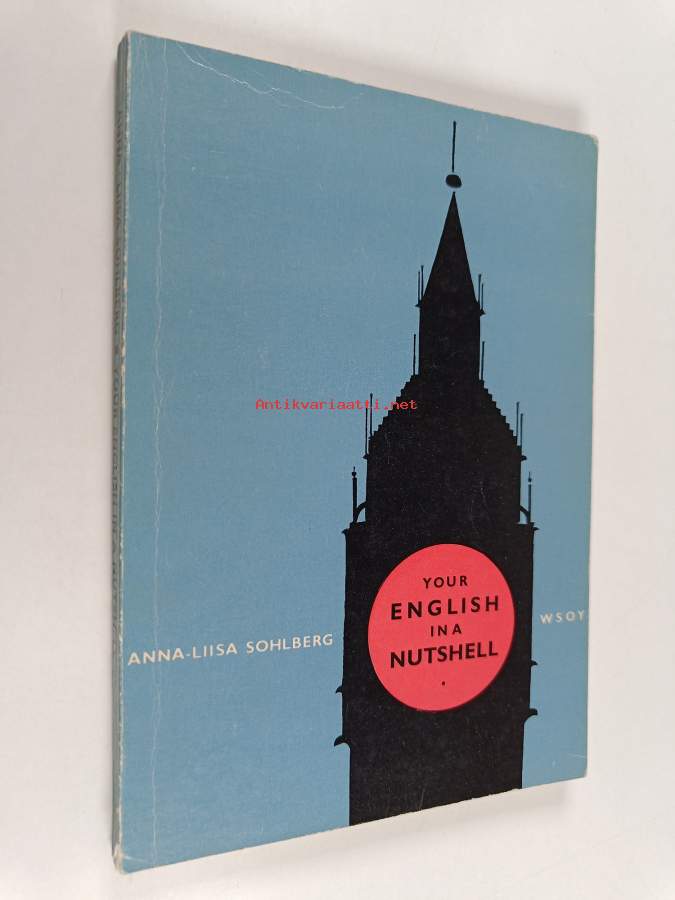 Antikvariaatti.net
YOUR
ENGLISH
IN A
NUTSHELL
ANNA-LIISA SOHLBERG
WSOY